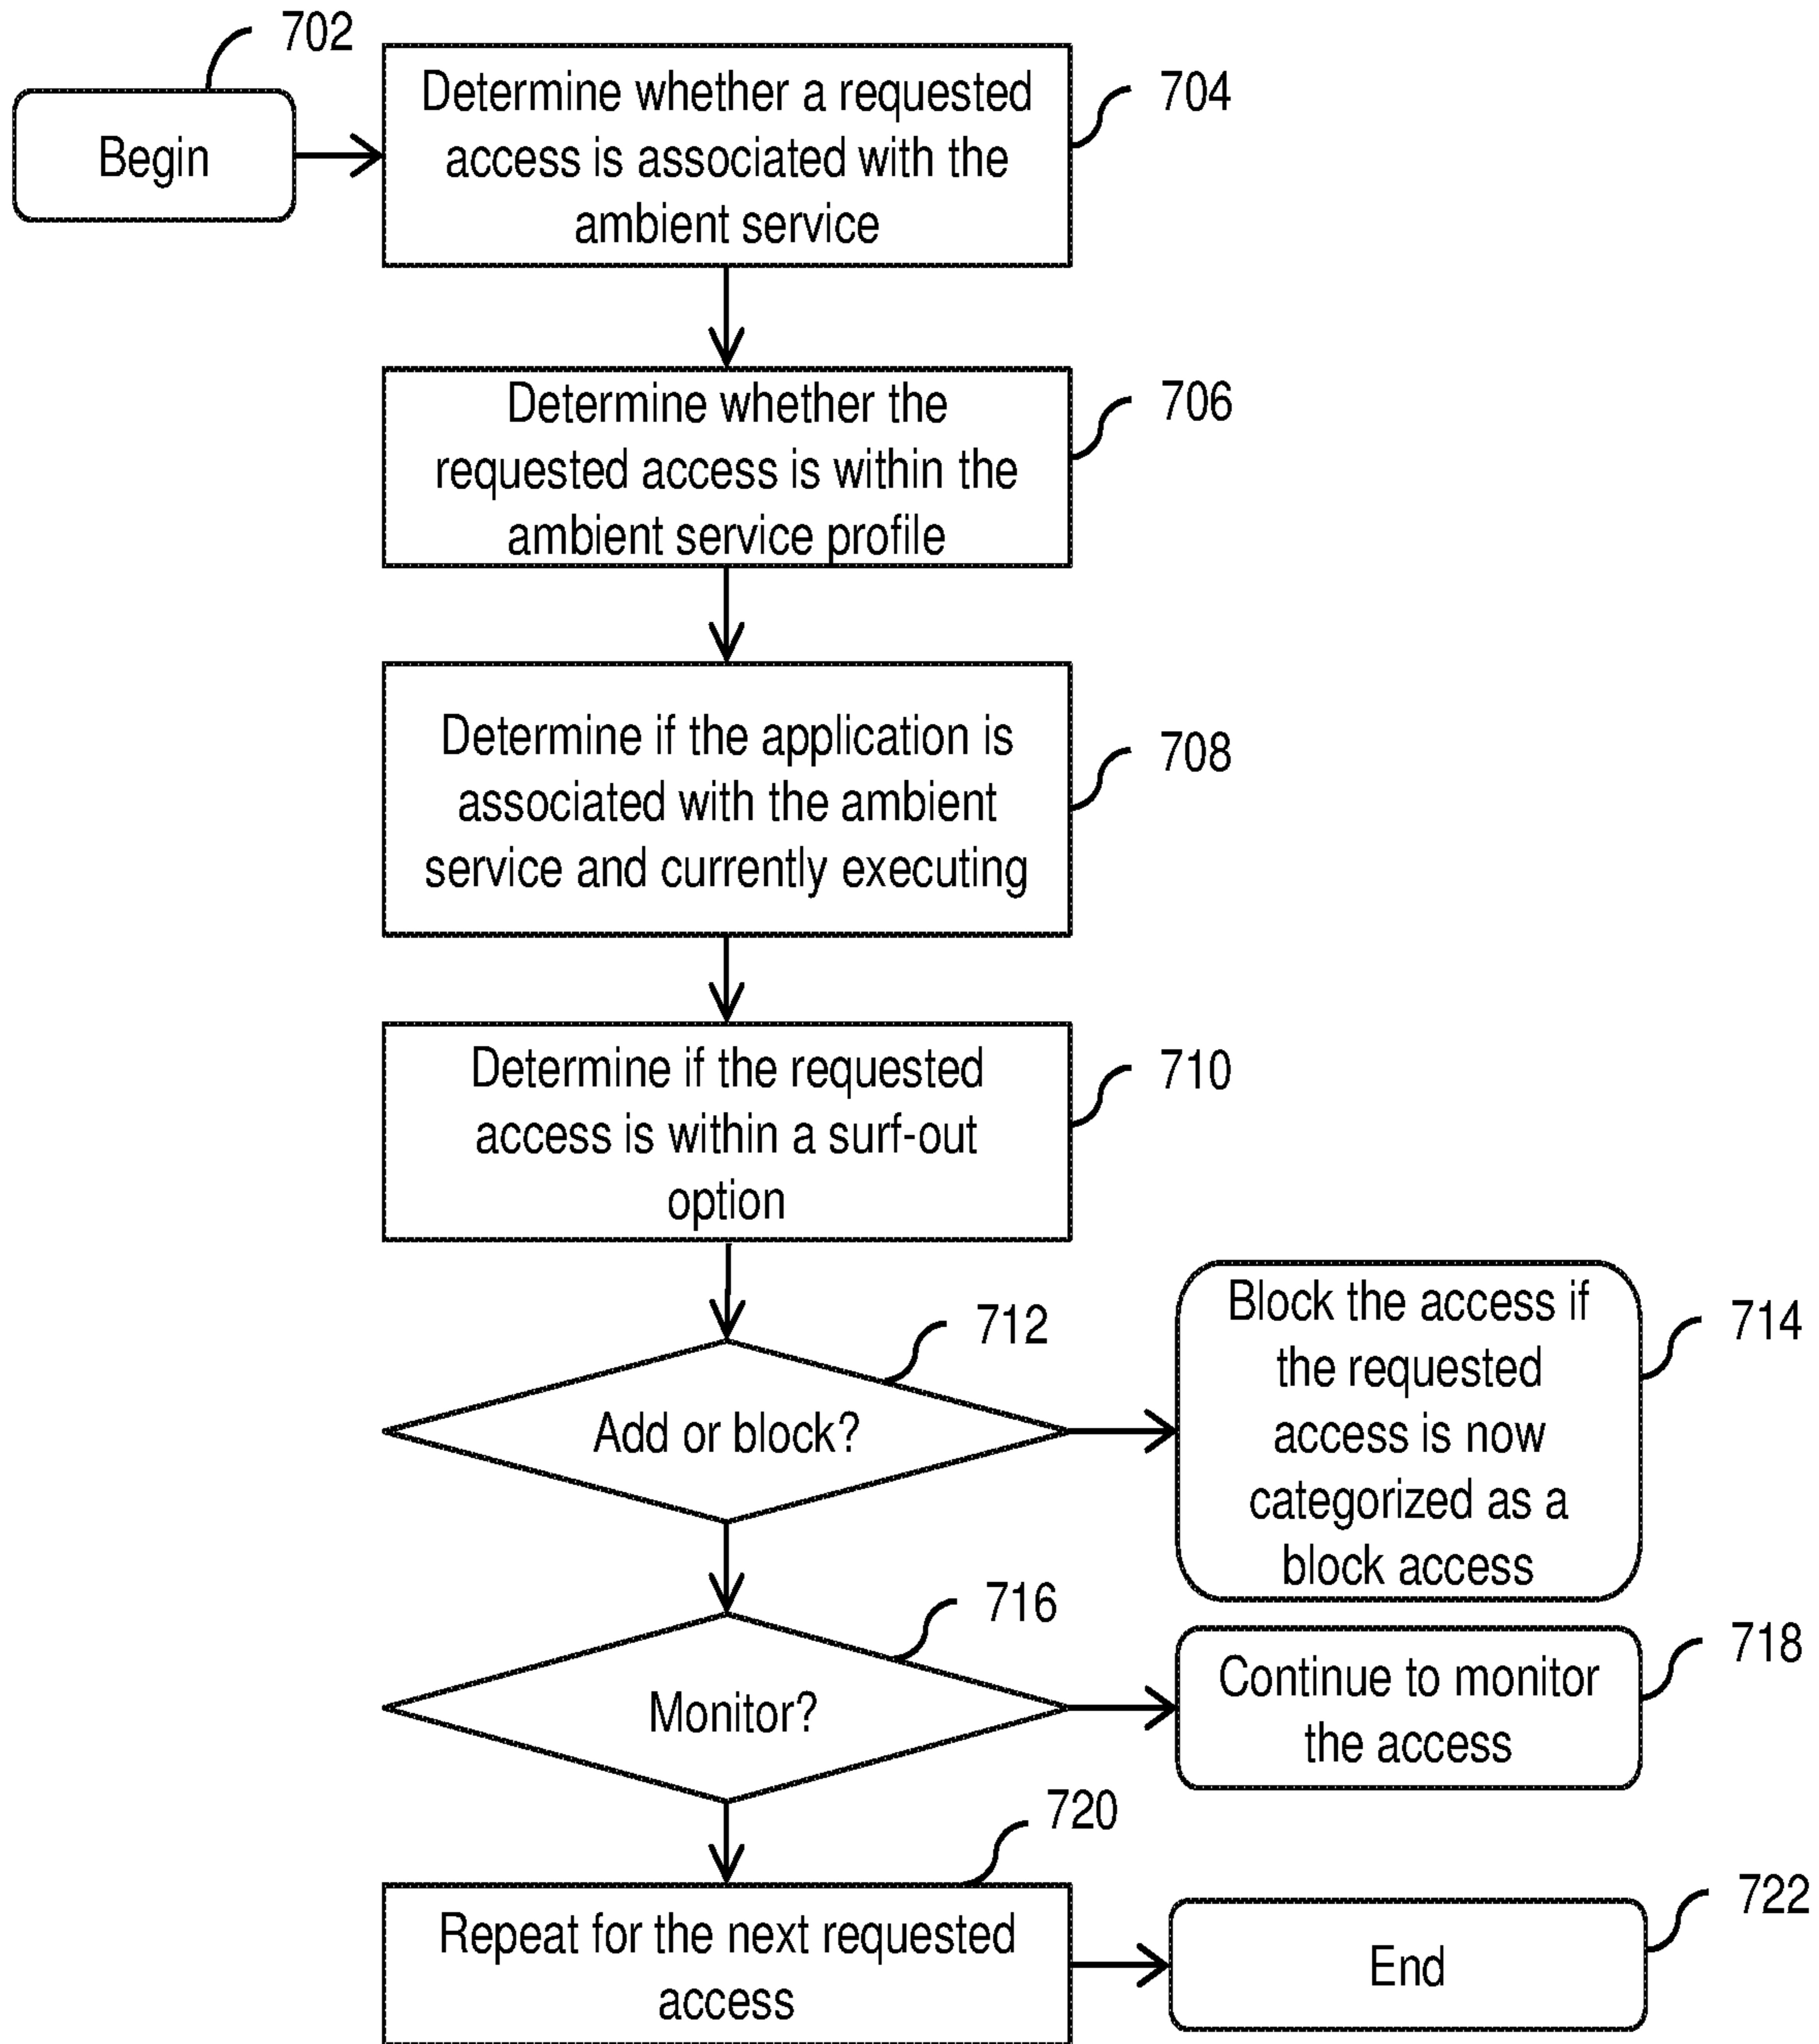 702
Begin
Determine whether a requested
access is associated with the
ambient service
704
Determine whether the
requested access is within the
ambient service profile
706
Determine if the application is
associated with the ambient
service and currently executing
708
Determine if the requested
access is within a surf-out
option
710
Add or block?
712
Block the access if
the requested
access is now
categorized as a
block access
714
Monitor?
716
Continue to monitor
the access
718
Repeat for the next requested
access
720
End
722